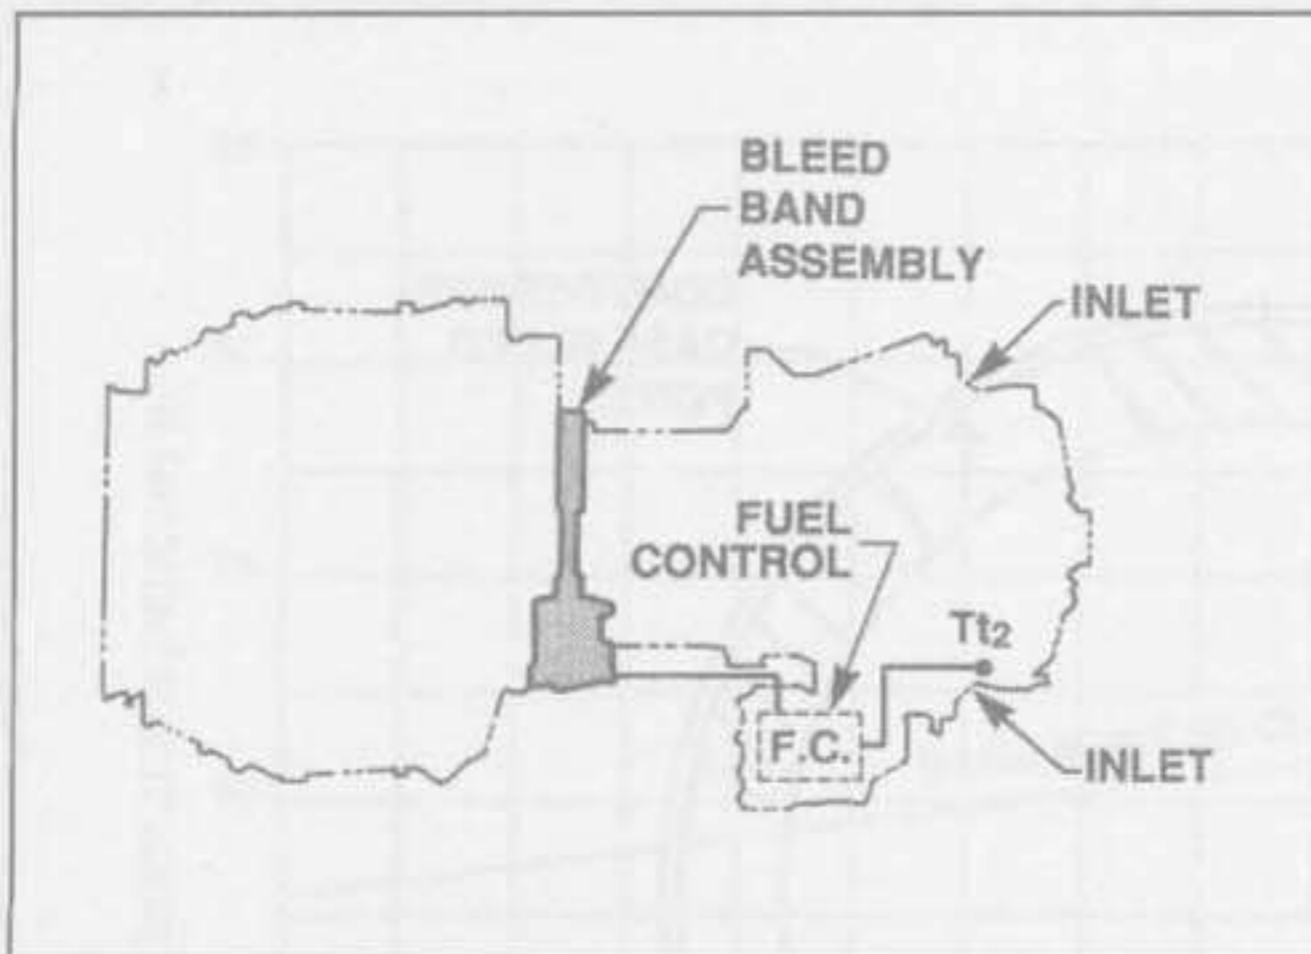 BLEED
BAND
ASSEMBLY
INLET
FUEL
CONTROL
Tt2
F.C.
INLET